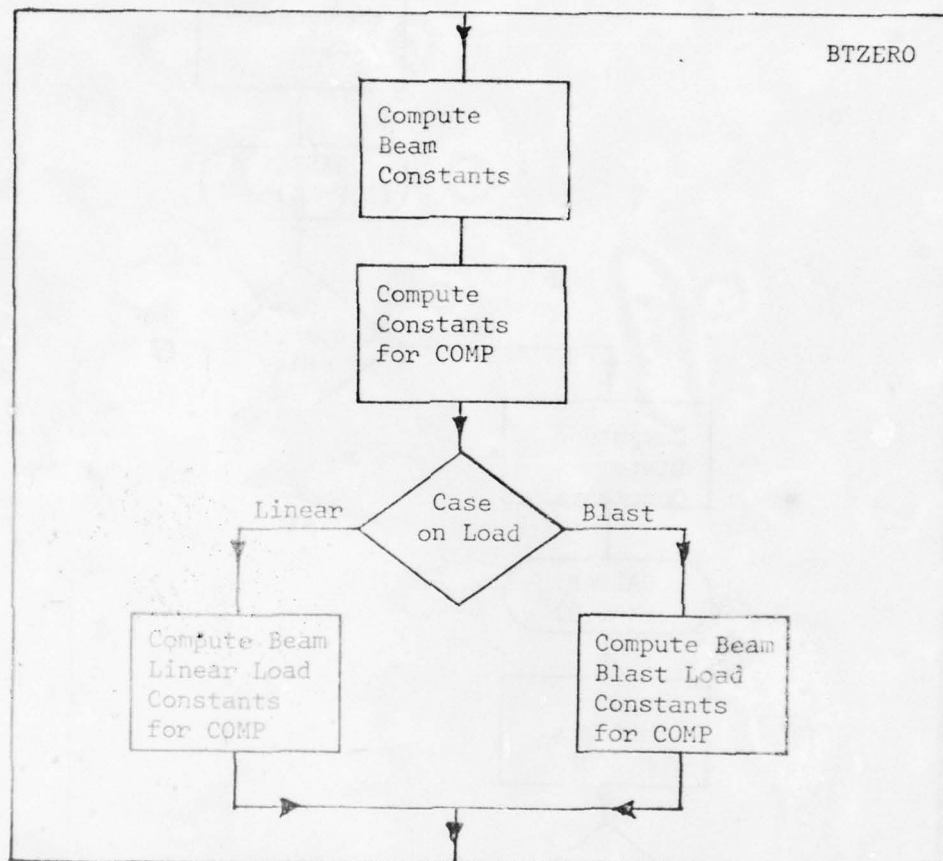 BTZERO
Compute
Beam
Constants
Compute
Constants
for COMP
Case
on Load
Linear
Blast
Compute Beam
Linear Load
Constants
for COMP
Compute Beam
Blast Load
Constants
for COMP